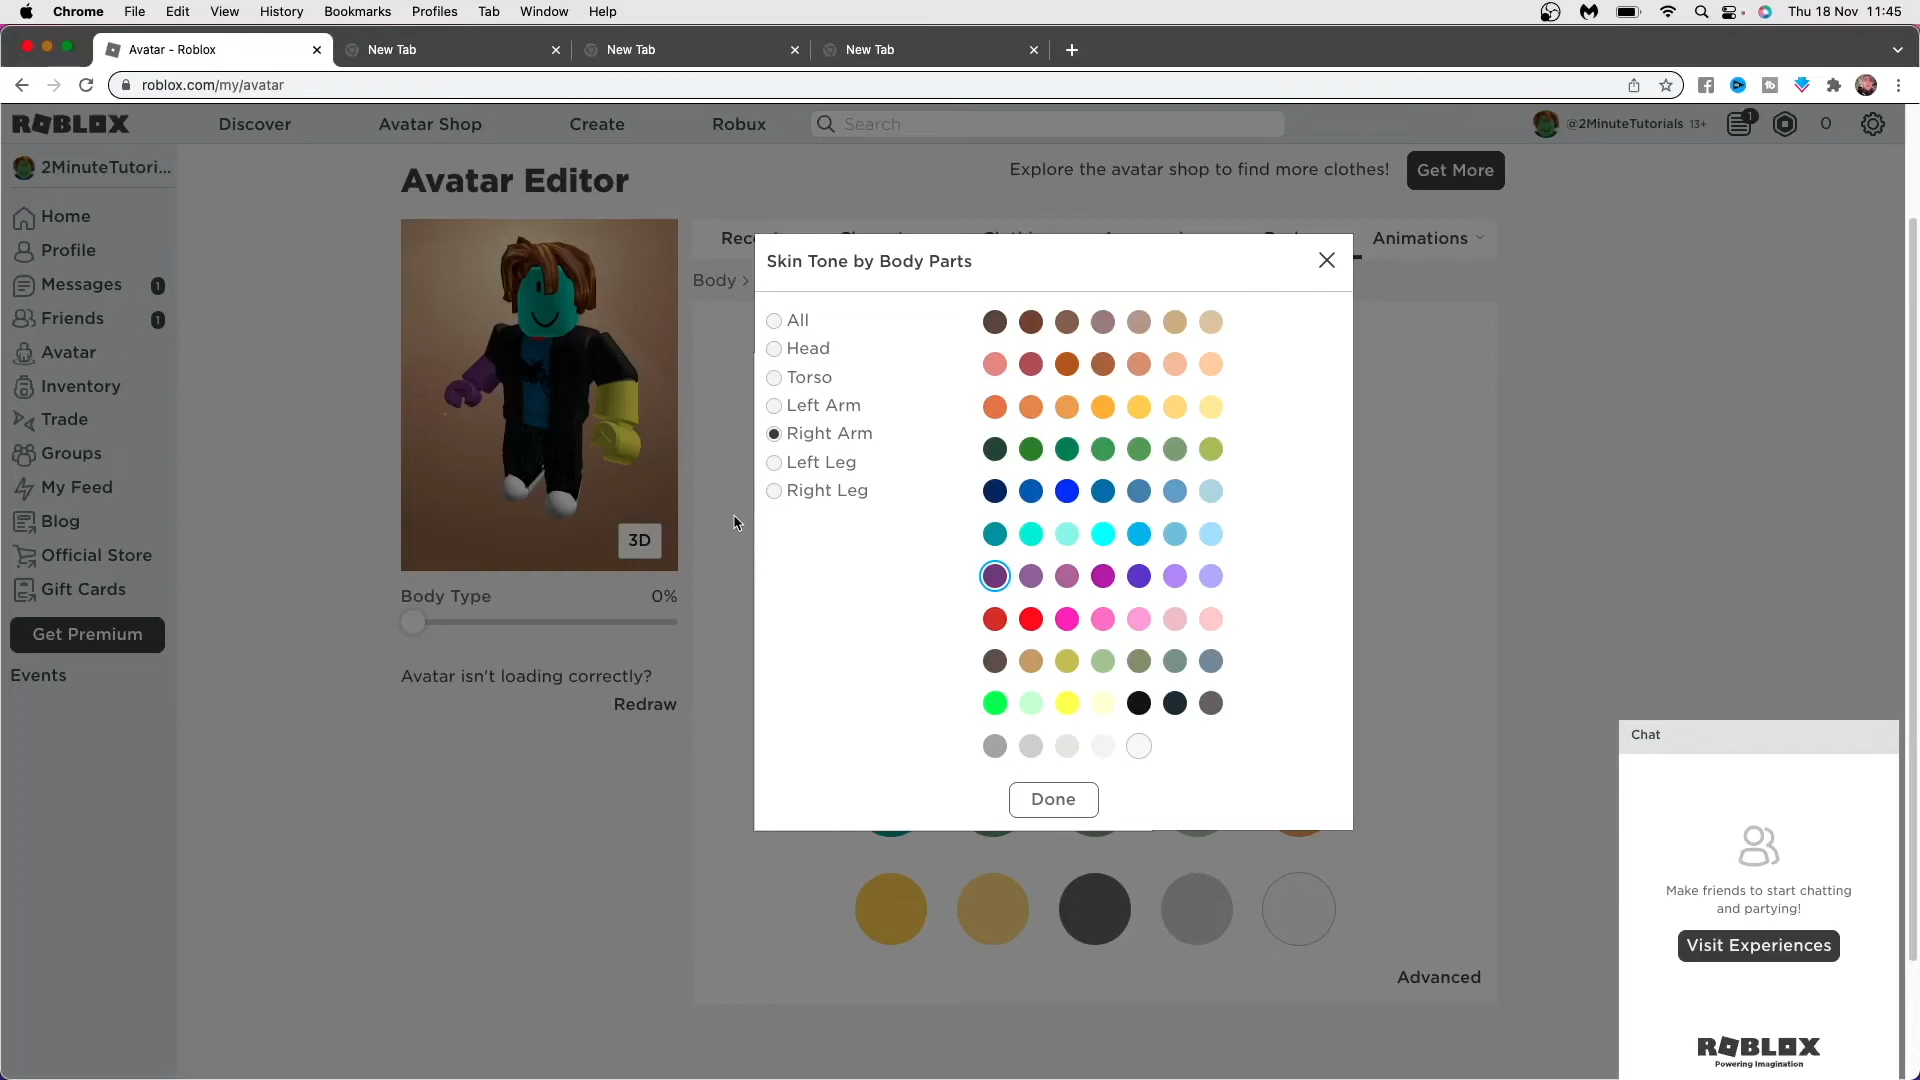 Chrome File Edit View History Bookmarks Profiles Tab Window Help Thu 18 Nov 11:45
Avatar - Roblox New Tab New Tab New Tab
roblox.com/my/avatar
ROBLOX Discover Avatar Shop Create Robux Search @2MinuteTutorials 13+ 1 0
2MinuteTutori...
Home
Profile
Messages 1
Friends 1
Avatar
Inventory
Trade
Groups
My Feed
Blog
Official Store
Gift Cards
Get Premium
Events
Avatar Editor
Explore the avatar shop to find more clothes! Get More
Animations
Body >
3D
Body Type 0%
Avatar isn't loading correctly?
Redraw
Skin Tone by Body Parts
All
Head
Torso
Left Arm
Right Arm
Left Leg
Right Leg
Done
Advanced
Chat
Make friends to start chatting
and partying!
Visit Experiences
ROBLOX
Powering Imagination